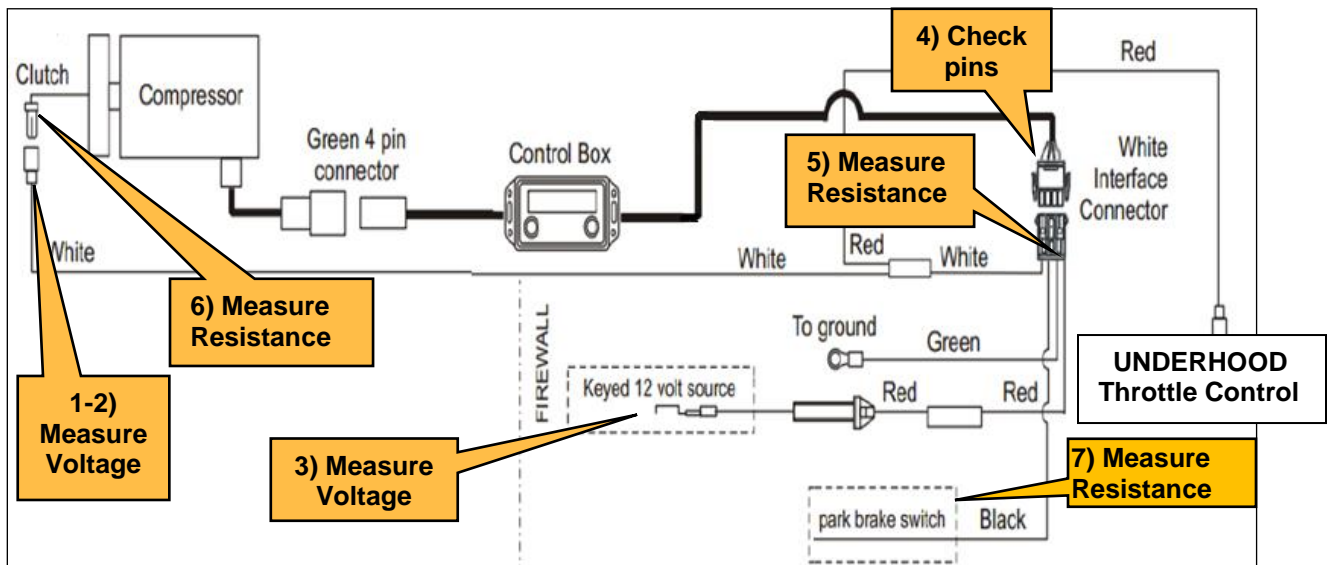 Clutch
Compressor
Green 4 pin
connector
Control Box
4) Check
pins
Red
5) Measure
Resistance
White
Interface
Connector
White
Red
White
White
6) Measure
Resistance
1-2)
Measure
Voltage
FIREWALL
To ground
Green
Keyed 12 volt source
Red
Red
UNDERHOOD
Throttle Control
3) Measure
Voltage
7) Measure
Resistance
park brake switch
Black